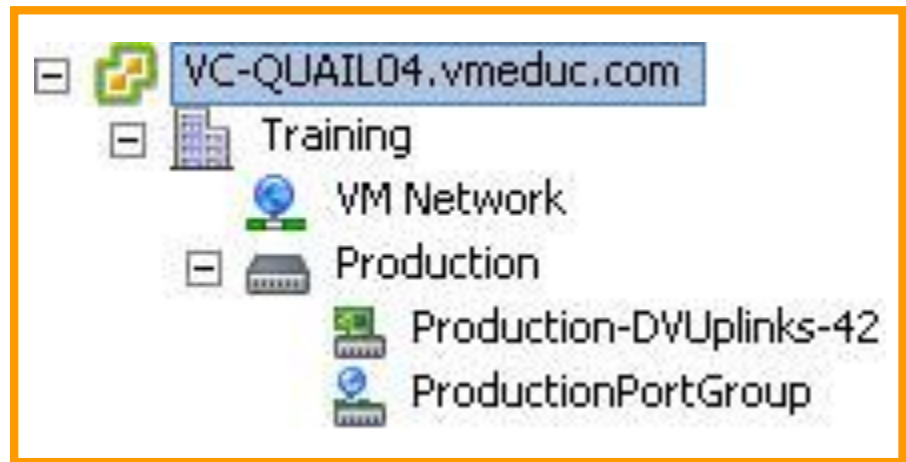 VC-QUAIL04.vmeduc.com
Training
VM Network
Production
Production-DVUplinks-42
ProductionPortGroup